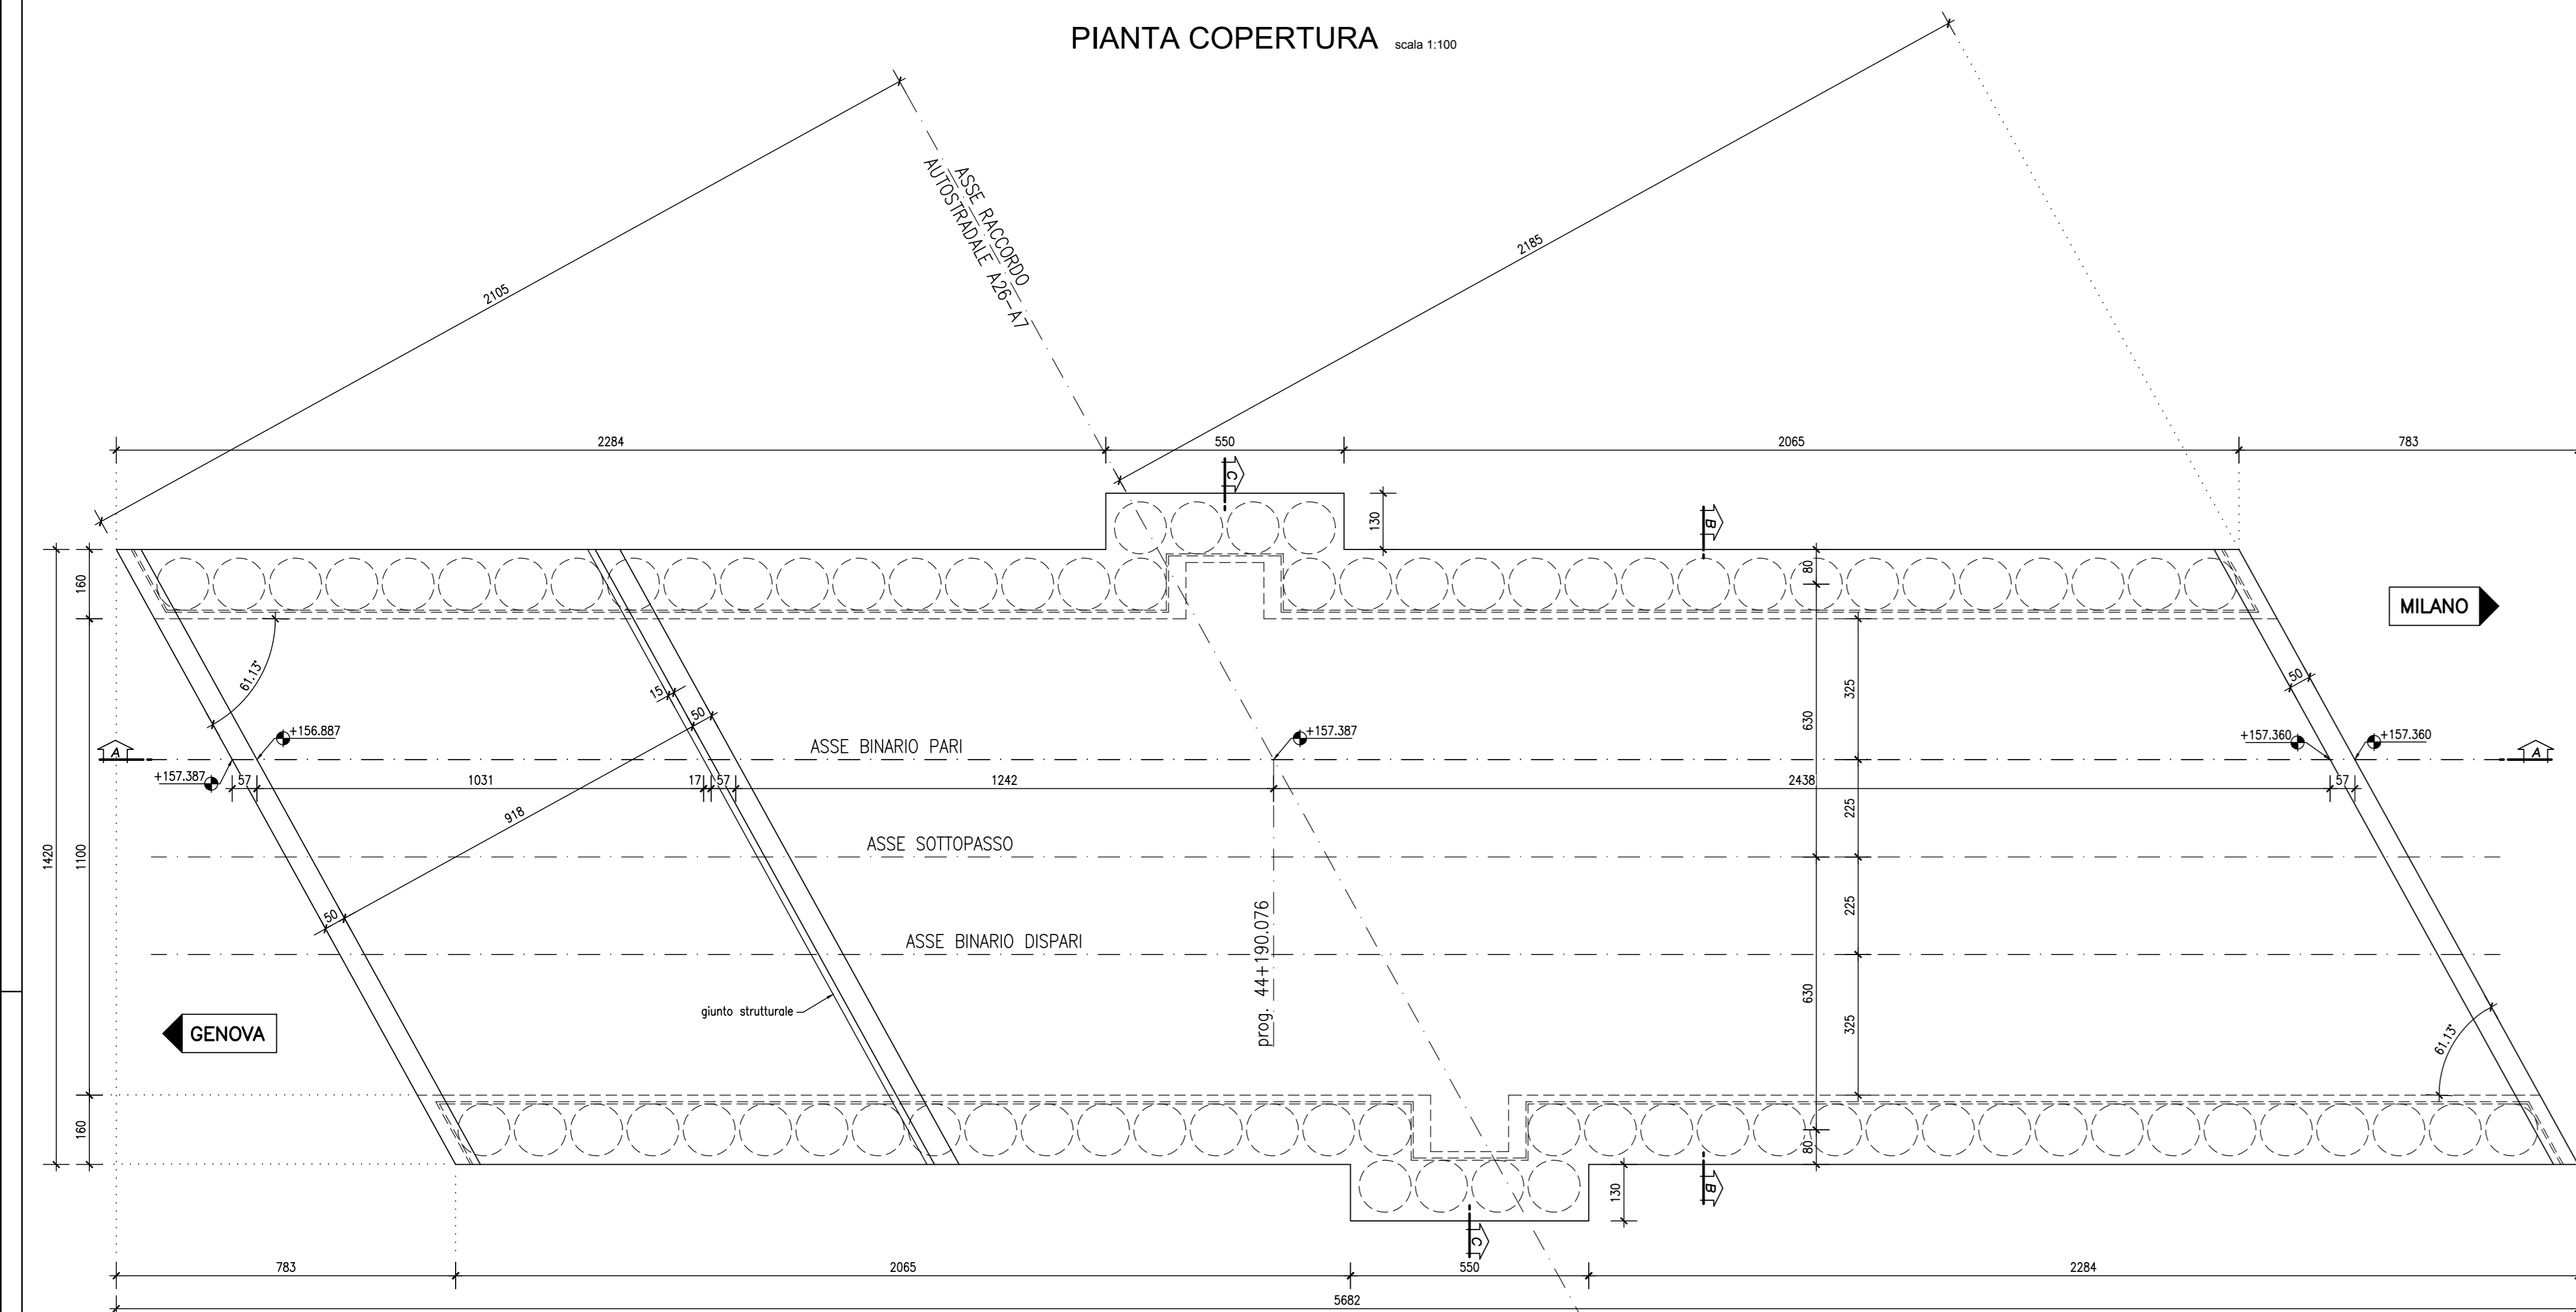 PIANTA COPERTURA scala 1:100
2105
ASSE RACCORDO
AUTOSTRADALE A26-A7
2185
2284
550
2065
783
C
130
B
160
80
MILANO
61.13°
325
630
15
50
50
+156.887
ASSE BINARIO PARI
+157.387
+157.360
+157.360
A
A
+157.387
57
1031
17
57
1242
2438
57
918
225
ASSE SOTTOPASSO
1420
1100
50
225
ASSE BINARIO DISPARI
prog. 44+190.076
giunto strutturale
GENOVA
630
325
61.13°
160
80
130
B
C
783
2065
550
2284
5682